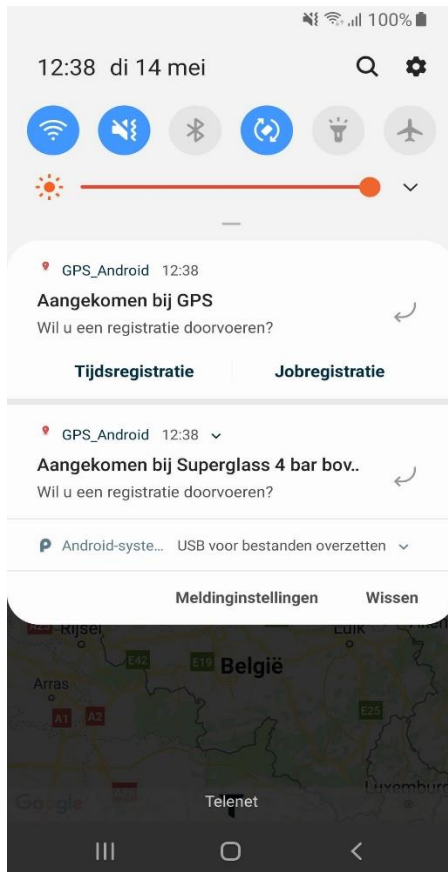 100%
12:38 di 14 mei
GPS_Android 12:38
Aangekomen bij GPS
Wil u een registratie doorvoeren?
Tijdsregistratie Jobregistratie
GPS_Android 12:38
Aangekomen bij Superglass 4 bar bov..
Wil u een registratie doorvoeren?
Android-syste... USB voor bestanden overzetten
Meldinginstellingen Wissen
Rijsel Luik
E42 E19 België
Arras
A1 A2 E25
Luxemburg
Google
Telenet